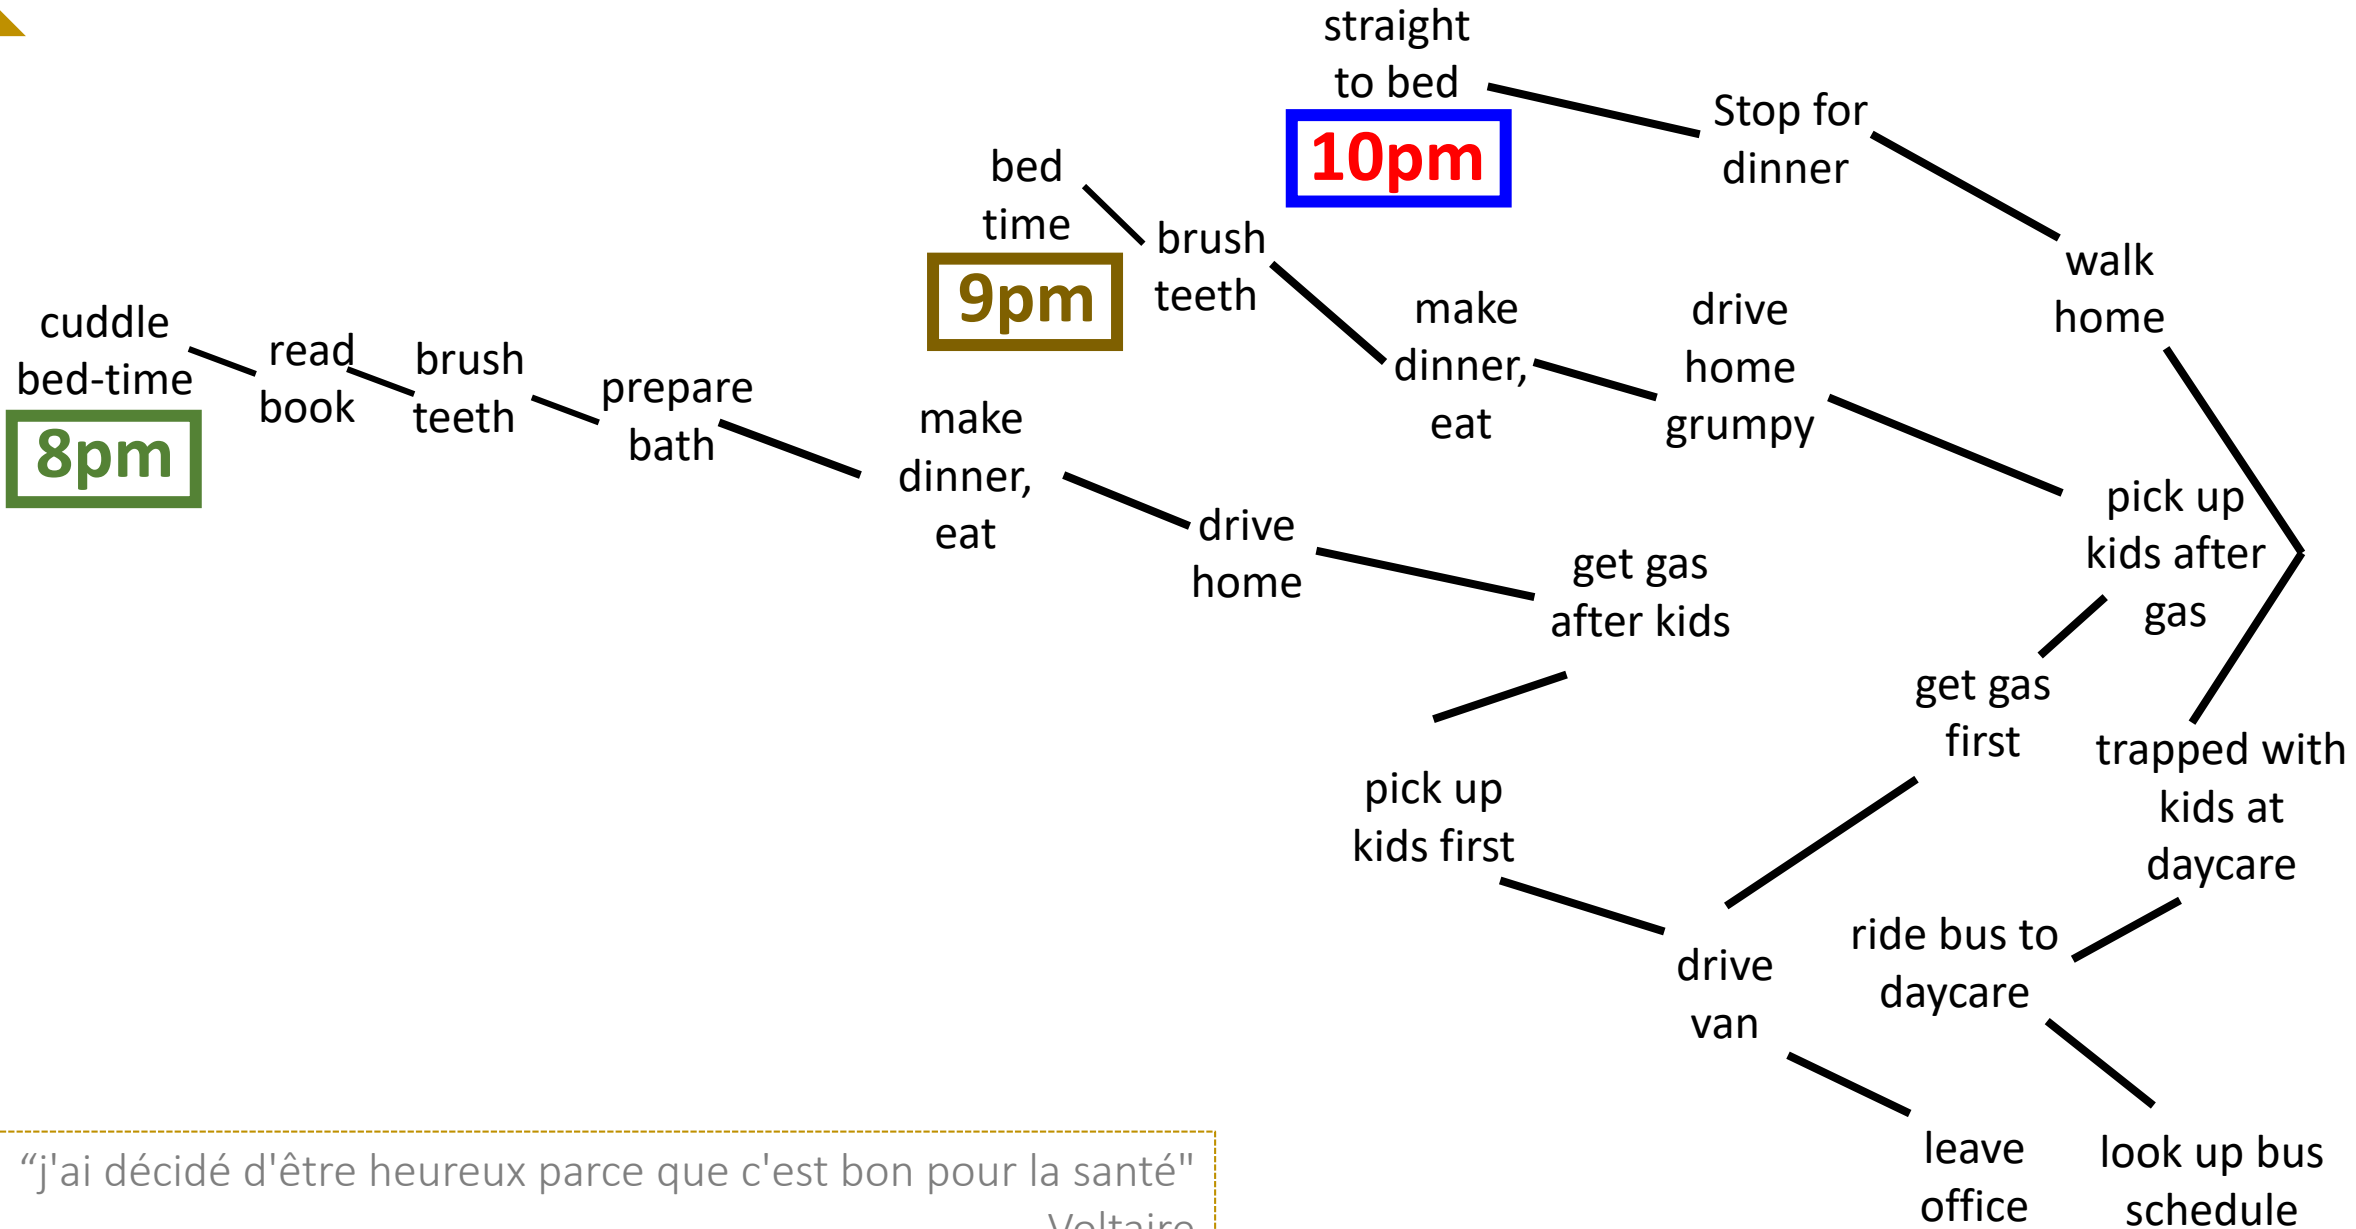 straight
to bed
10pm
Stop for
dinner
walk
home
bed
time
9pm
brush
teeth
make
dinner,
eat
drive
home
grumpy
pick up
kids after
gas
cuddle
bed-time
8pm
read
book
brush
teeth
prepare
bath
make
dinner,
eat
drive
home
get gas
after kids
get gas
first
trapped with
kids at
daycare
pick up
kids first
drive
van
ride bus to
daycare
leave
office
look up bus
schedule
“j'ai décidé d'être heureux parce que c'est bon pour la santé"
Voltaire